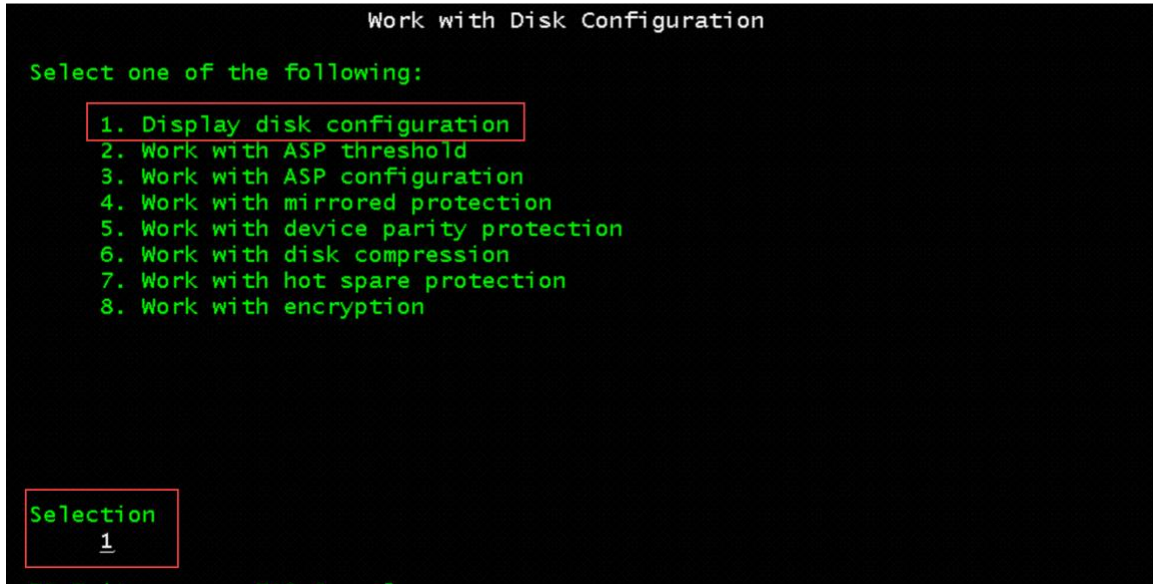 Work with Disk Configuration
Select one of the following:
1. Display disk configuration
2. Work with ASP threshold
3. Work with ASP configuration
4. Work with mirrored protection
5. Work with device parity protection
6. Work with disk compression
7. Work with hot spare protection
8. Work with encryption
Selection
1